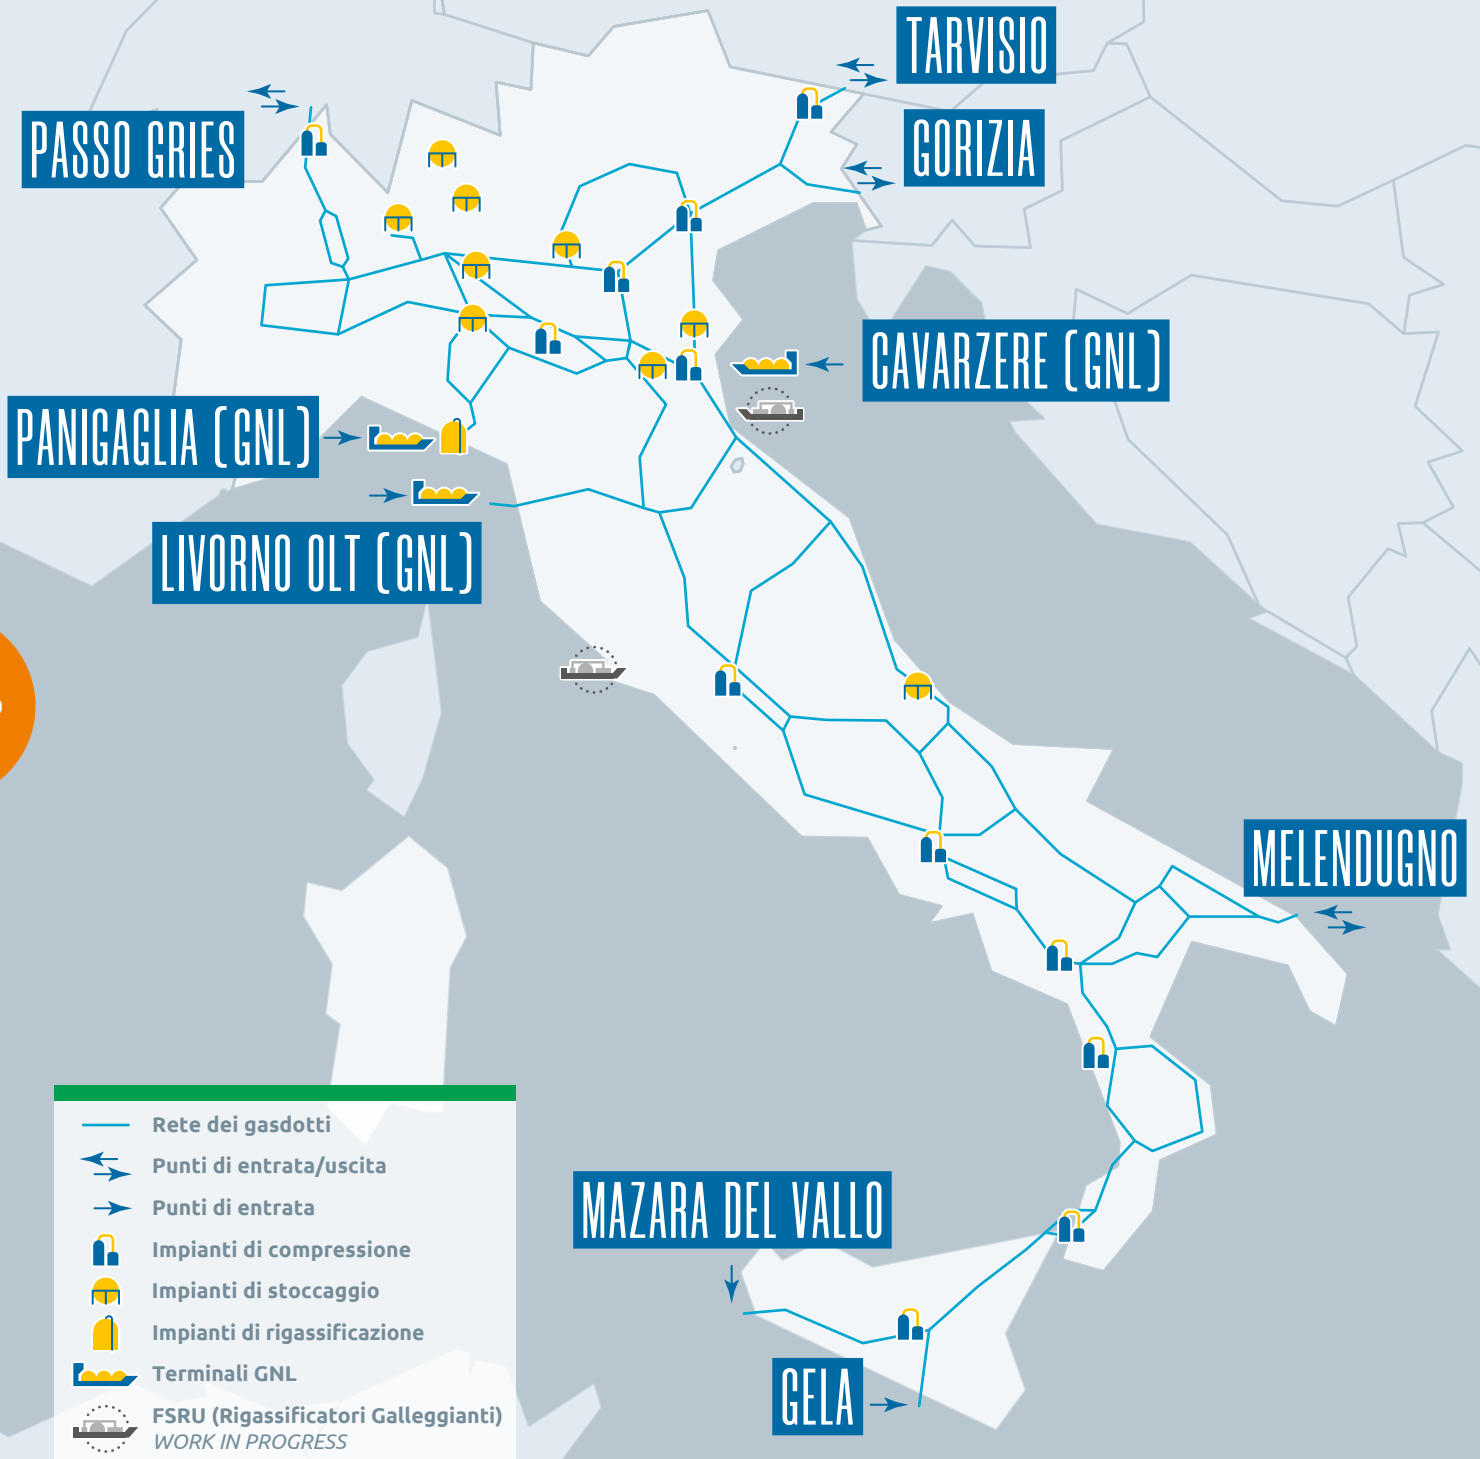 TARVISIO
GORIZIA
PASSO GRIES
CAVARZERE (GNL)
PANIGAGLIA (GNL)
LIVORNO OLT (GNL)
MELENDUGNO
MAZARA DEL VALLO
GELA
Rete dei gasdotti
Punti di entrata/uscita
Punti di entrata
Impianti di compressione
Impianti di stoccaggio
Impianti di rigassificazione
Terminali GNL
FSRU (Rigassificatori Galleggianti)
WORK IN PROGRESS